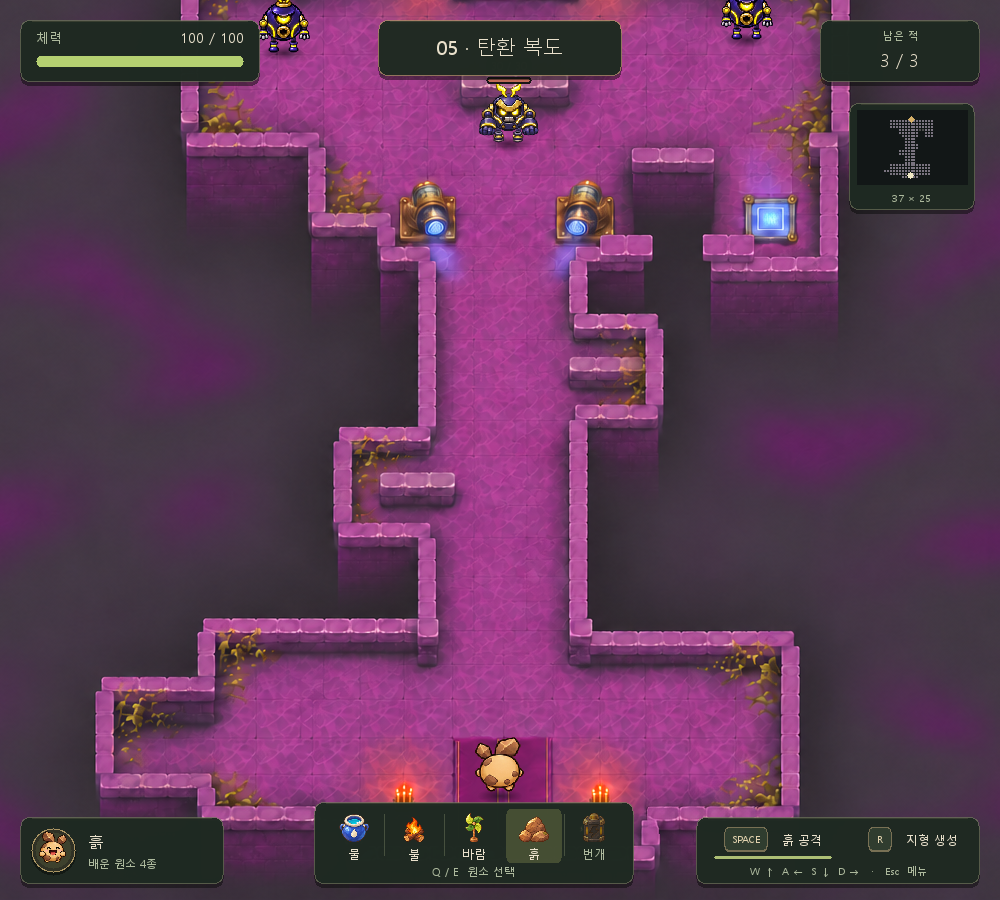 체력 100 / 100
05 · 탄환 복도
남은 적
3 / 3
37 × 25
흙
배운 원소 4종
물 불 바람 흙 번개
Q / E 원소 선택
SPACE 흙 공격 R 지형 생성
W ↑ A ← S ↓ D → · Esc 메뉴